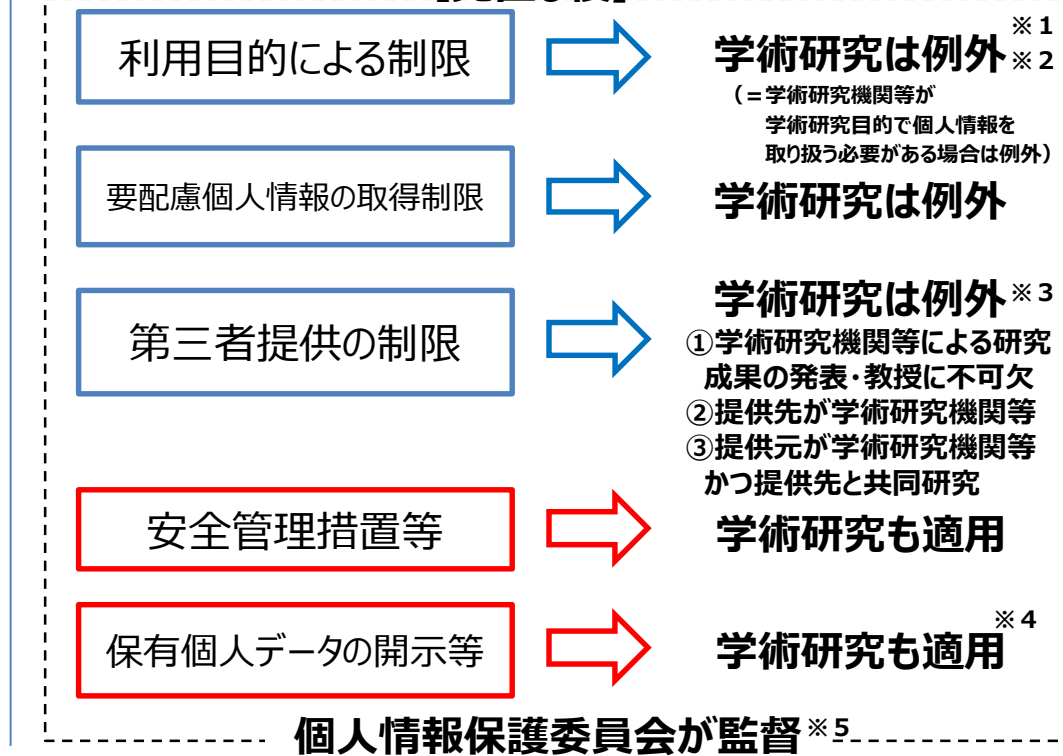 利用目的による制限
学術研究は例外※1 ※2
(=学術研究機関等が
学術研究目的で個人情報を
取り扱う必要がある場合は例外)
要配慮個人情報の取得制限
学術研究は例外
第三者提供の制限
学術研究は例外※3
①学術研究機関等による研究
成果の発表・教授に不可欠
②提供先が学術研究機関等
③提供元が学術研究機関等
かつ提供先と共同研究
安全管理措置等
学術研究も適用
保有個人データの開示等
学術研究も適用※4
個人情報保護委員会が監督※5